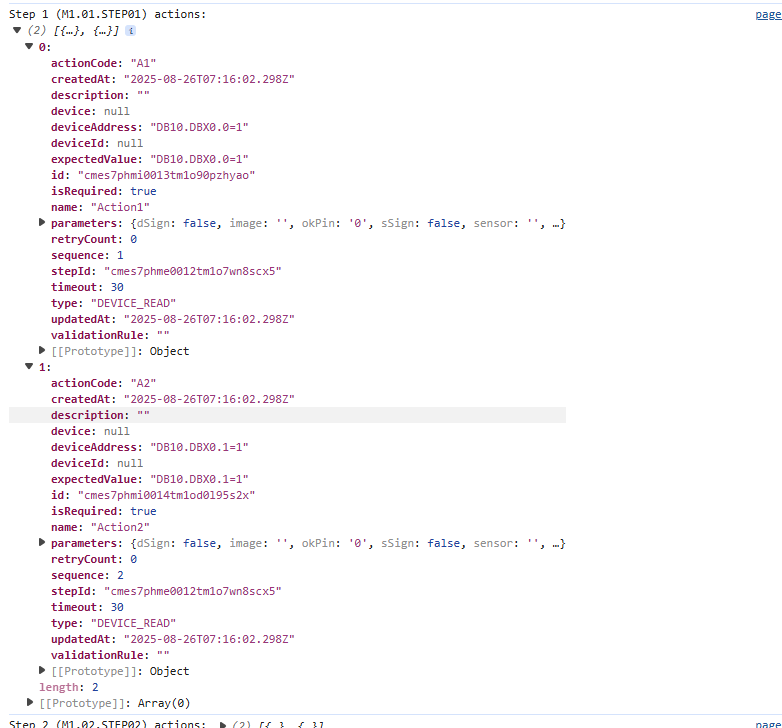 Step 1 (M1.01.STEP01) actions: page
▼ (2) [{…}, {…}] i
▼ 0:
actionCode: "A1"
createdAt: "2025-08-26T07:16:02.298Z"
description: ""
device: null
deviceAddress: "DB10.DBX0.0=1"
deviceId: null
expectedValue: "DB10.DBX0.0=1"
id: "cmes7phmi0013tm1o90pzhyao"
isRequired: true
name: "Action1"
▶ parameters: {dSign: false, image: '', okPin: '0', sSign: false, sensor: '', …}
retryCount: 0
sequence: 1
stepId: "cmes7phme0012tm1o7wn8scx5"
timeout: 30
type: "DEVICE_READ"
updatedAt: "2025-08-26T07:16:02.298Z"
validationRule: ""
▶ [[Prototype]]: Object
▼ 1:
actionCode: "A2"
createdAt: "2025-08-26T07:16:02.298Z"
description: ""
device: null
deviceAddress: "DB10.DBX0.1=1"
deviceId: null
expectedValue: "DB10.DBX0.1=1"
id: "cmes7phmi0014tm1od0l95s2x"
isRequired: true
name: "Action2"
▶ parameters: {dSign: false, image: '', okPin: '0', sSign: false, sensor: '', …}
retryCount: 0
sequence: 2
stepId: "cmes7phme0012tm1o7wn8scx5"
timeout: 30
type: "DEVICE_READ"
updatedAt: "2025-08-26T07:16:02.298Z"
validationRule: ""
▶ [[Prototype]]: Object
length: 2
▶ [[Prototype]]: Array(0)
Step 2 (M1.02.STEP02) actions: ▶ (2) [{…}, {…}] page